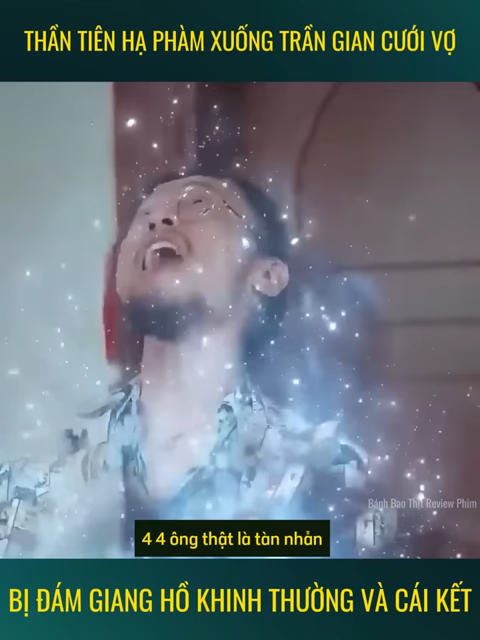 THẦN TIÊN HẠ PHÀM XUỐNG TRẦN GIAN CƯỚI VỢ
Bánh Bao Thịt Review Phim
4 4 ông thật là tàn nhản
BỊ ĐÁM GIANG HỒ KHINH THƯỜNG VÀ CÁI KẾT